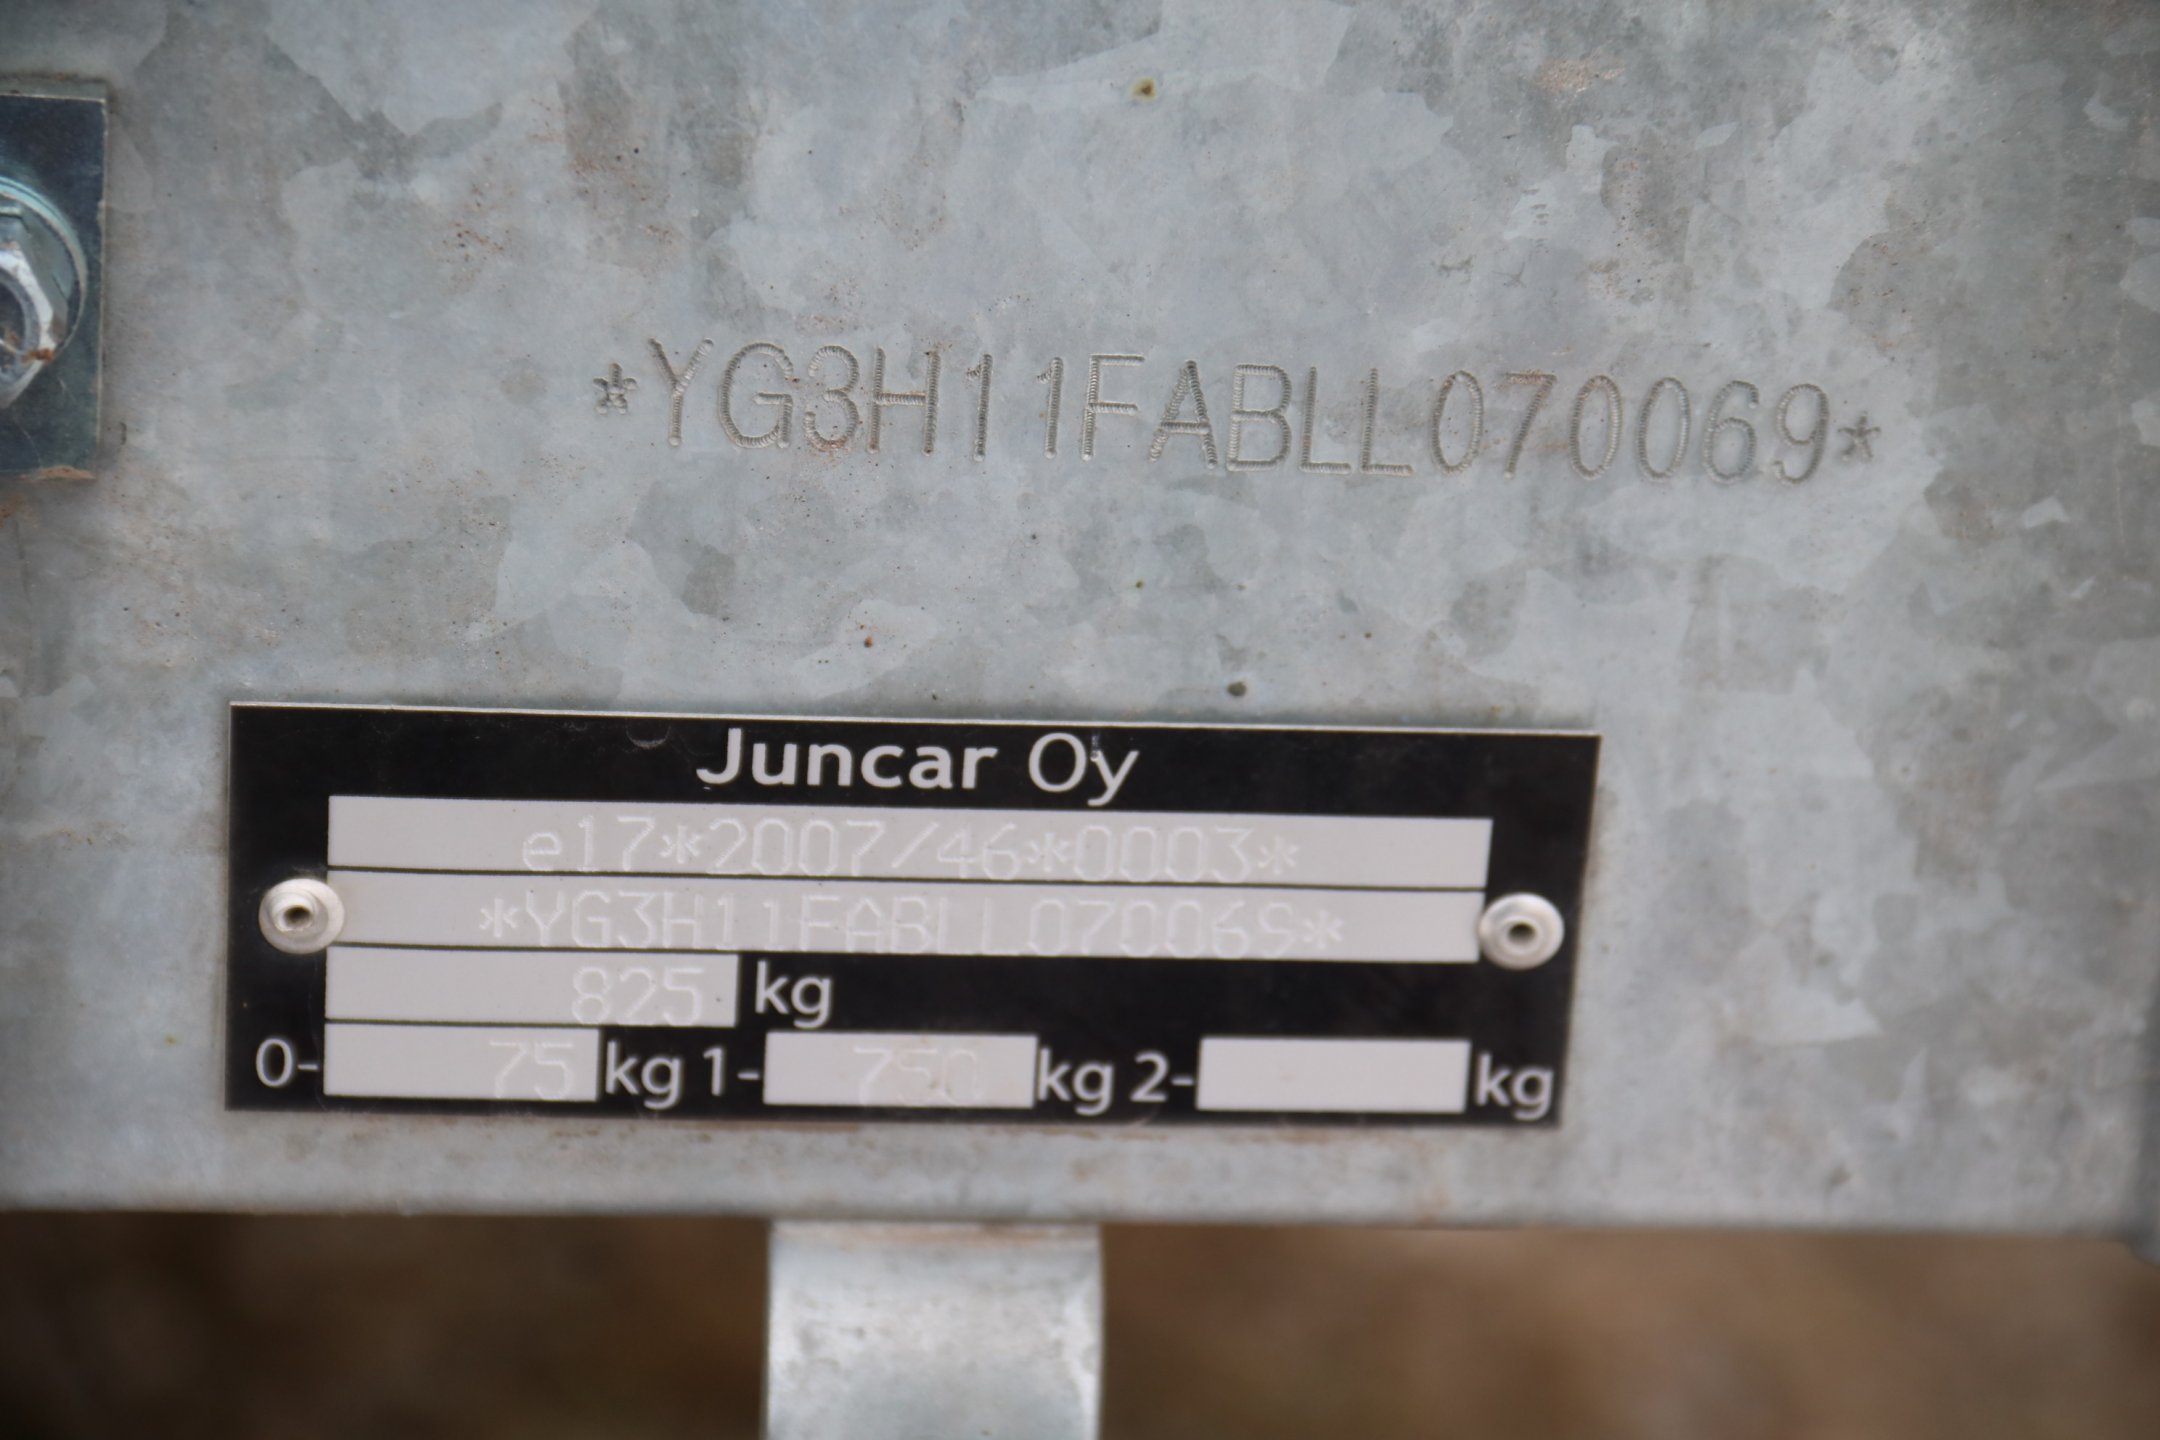 *YG3H11FABLL070069*
Juncar Oy
e17*2007/46*0003*
*YG3H11FABLL070069*
825 kg
0- 75 kg 1- 750 kg 2- kg